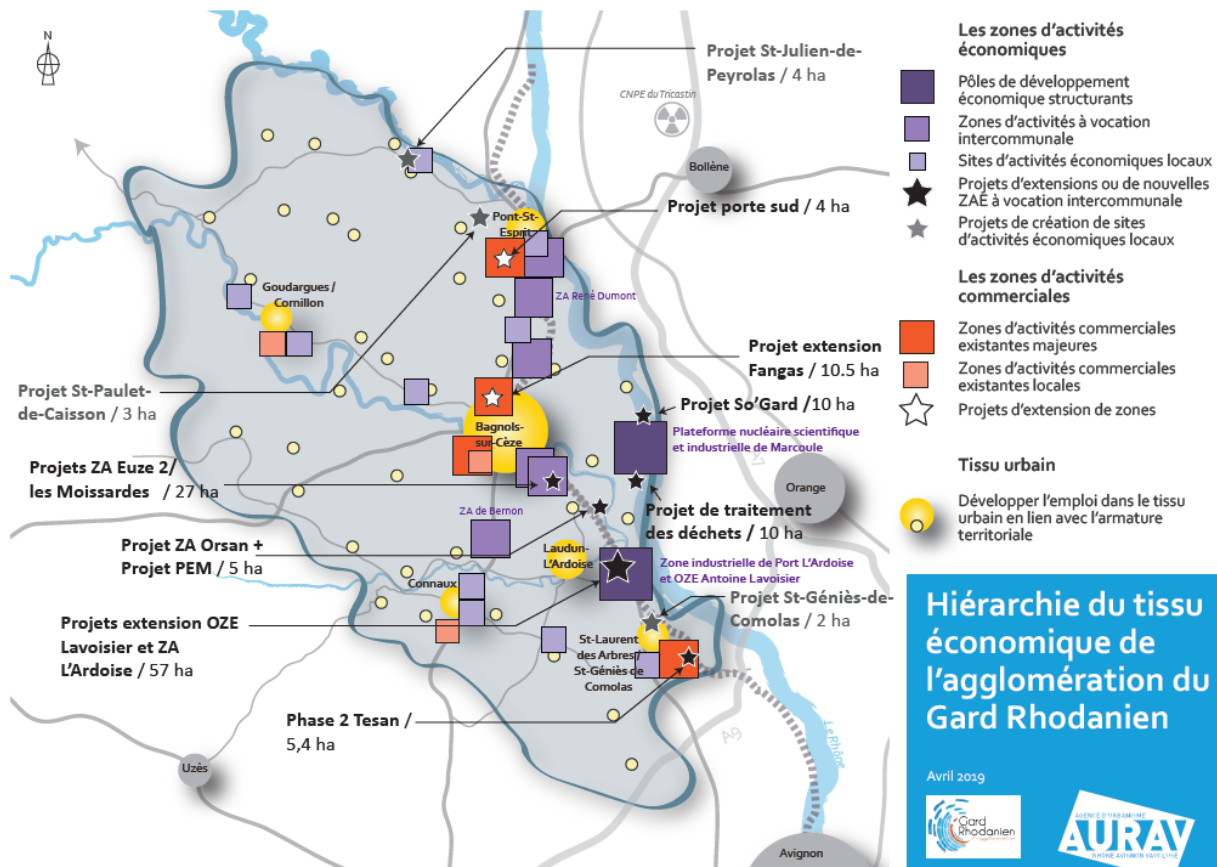 N
Projet St-Julien-de-
Peyrolas / 4 ha
CNPE du Tricastin
Bollène
Projet porte sud / 4 ha
Pont-St-
Esprit
ZA René Dumont
Goudargues /
Cornillon
Projet extension
Fangas / 10.5 ha
Projet St-Paulet-
de-Caisson / 3 ha
Projet So'Gard /10 ha
Bagnols-
sur-Cèze
Plateforme nucléaire scientifique
et industrielle de Marcoule
A7
Projets ZA Euze 2/
les Moissardes / 27 ha
Orange
ZA de Bernon
Projet de traitement
des déchets / 10 ha
Projet ZA Orsan +
Projet PEM / 5 ha
Laudun-
L'Ardoise
Zone industrielle de Port L'Ardoise
et OZE Antoine Lavoisier
Connaux
Projet St-Géniès-de-
Comolas / 2 ha
Projets extension OZE
Lavoisier et ZA
L'Ardoise / 57 ha
St-Laurent
des Arbres /
St-Géniès de
Comolas
Phase 2 Tesan /
5,4 ha
A9
Le Rhône
Uzès
Avignon
Les zones d'activités
économiques
Pôles de développement
économique structurants
Zones d'activités à vocation
intercommunale
Sites d'activités économiques locaux
Projets d'extensions ou de nouvelles
ZAE à vocation intercommunale
Projets de création de sites
d'activités économiques locaux
Les zones d'activités
commerciales
Zones d'activités commerciales
existantes majeures
Zones d'activités commerciales
existantes locales
Projets d'extension de zones
Tissu urbain
Développer l'emploi dans le tissu
urbain en lien avec l'armature
territoriale
Hiérarchie du tissu
économique de
l'agglomération du
Gard Rhodanien
Avril 2019
Gard
Rhodanien
AGENCE D'URBANISME
AURAV
RHÔNE AVIGNON VAUCLUSE